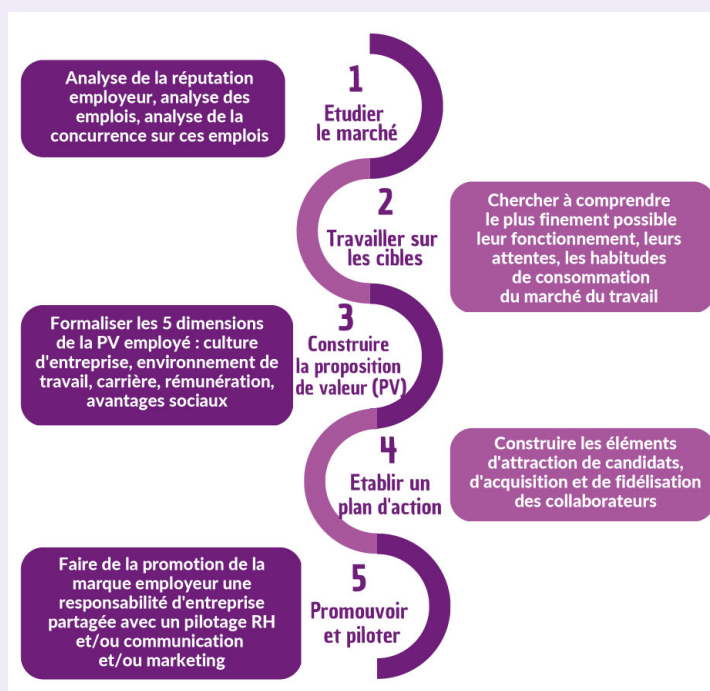 Analyse de la réputation
employeur, analyse des
emplois, analyse de la
concurrence sur ces emplois
1
Etudier
le marché
2
Travailler sur
les cibles
Chercher à comprendre
le plus finement possible
leur fonctionnement, leurs
attentes, les habitudes
de consommation
du marché du travail
Formaliser les 5 dimensions
de la PV employé : culture
d'entreprise, environnement de
travail, carrière, rémunération,
avantages sociaux
3
Construire
la proposition
de valeur (PV)
4
Etablir un
plan d'action
Construire les éléments
d'attraction de candidats,
d'acquisition et de fidélisation
des collaborateurs
Faire de la promotion de la
marque employeur une
responsabilité d'entreprise
partagée avec un pilotage RH
et/ou communication
et/ou marketing
5
Promouvoir
et piloter